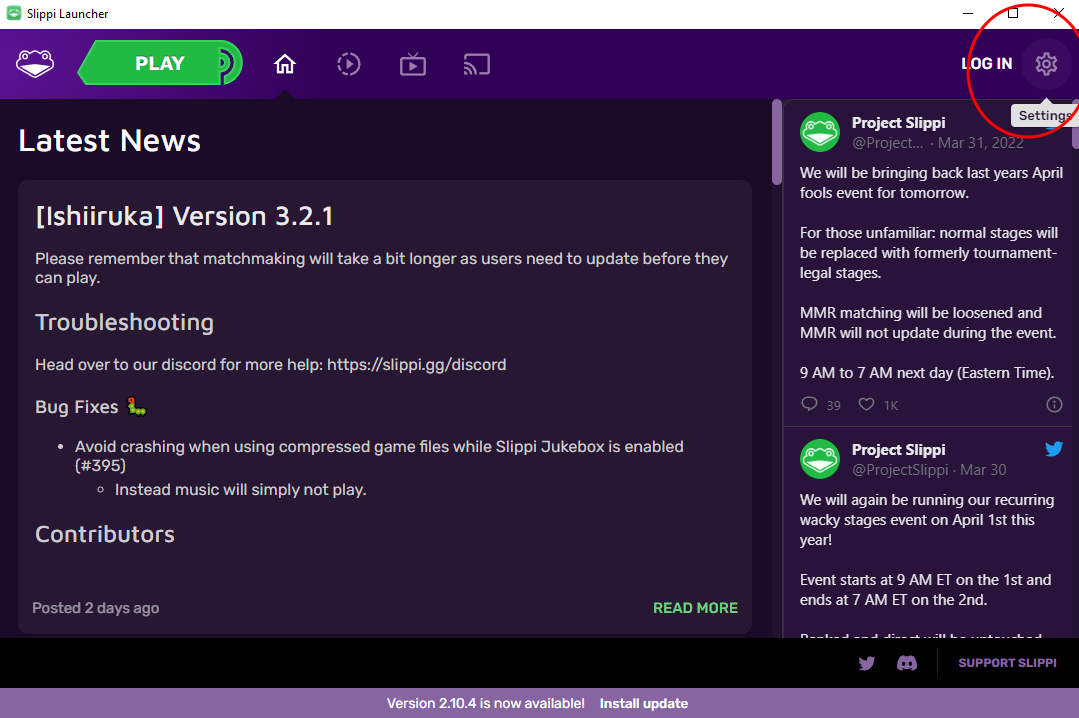 Slippi Launcher
PLAY
LOG IN
Settings
Latest News
[Ishiiruka] Version 3.2.1
Please remember that matchmaking will take a bit longer as users need to update before they
can play.
Troubleshooting
Head over to our discord for more help: https://slippi.gg/discord
Bug Fixes 🐛
• Avoid crashing when using compressed game files while Slippi Jukebox is enabled
(#395)
◦ Instead music will simply not play.
Contributors
Posted 2 days ago
READ MORE
Project Slippi
@Project... · Mar 31, 2022
We will be bringing back last years April
fools event for tomorrow.
For those unfamiliar: normal stages will
be replaced with formerly tournament-
legal stages.
MMR matching will be loosened and
MMR will not update during the event.
9 AM to 7 AM next day (Eastern Time).
39 1K
Project Slippi
@ProjectSlippi · Mar 30
We will again be running our recurring
wacky stages event on April 1st this
year!
Event starts at 9 AM ET on the 1st and
ends at 7 AM ET on the 2nd.
Ranked and direct will be untouched
SUPPORT SLIPPI
Version 2.10.4 is now available! Install update